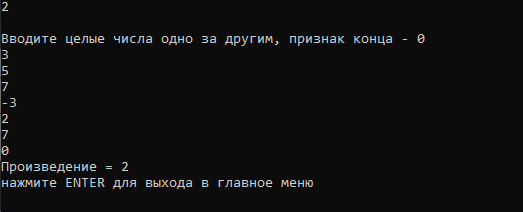 2
Вводите целые числа одно за другим, признак конца - 0
3
5
7
-3
2
7
0
Произведение = 2
нажмите ENTER для выхода в главное меню